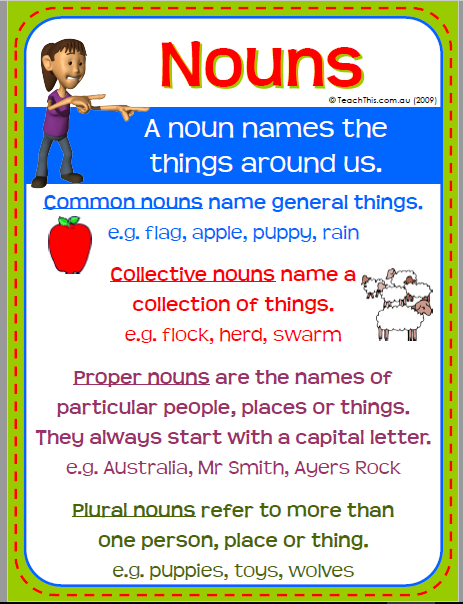 Nouns
© TeachThis.com.au (2009)
A noun names the
things around us.
Common nouns name general things.
e.g. flag, apple, puppy, rain
Collective nouns name a
collection of things.
e.g. flock, herd, swarm
Proper nouns are the names of
particular people, places or things.
They always start with a capital letter.
e.g. Australia, Mr Smith, Ayers Rock
Plural nouns refer to more than
one person, place or thing.
e.g. puppies, toys, wolves